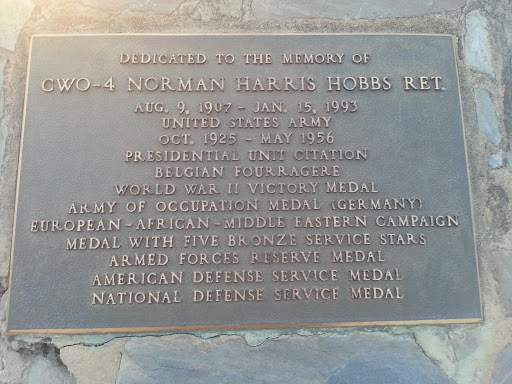 DEDICATED TO THE MEMORY OF
CWO-4 NORMAN HARRIS HOBBS RET.
AUG. 9, 1907 - JAN. 15, 1993
UNITED STATES ARMY
OCT. 1925 - MAY 1956
PRESIDENTIAL UNIT CITATION
BELGIAN FOURRAGERE
WORLD WAR II VICTORY MEDAL
ARMY OF OCCUPATION MEDAL (GERMANY)
EUROPEAN-AFRICAN-MIDDLE EASTERN CAMPAIGN
MEDAL WITH FIVE BRONZE SERVICE STARS
ARMED FORCES RESERVE MEDAL
AMERICAN DEFENSE SERVICE MEDAL
NATIONAL DEFENSE SERVICE MEDAL